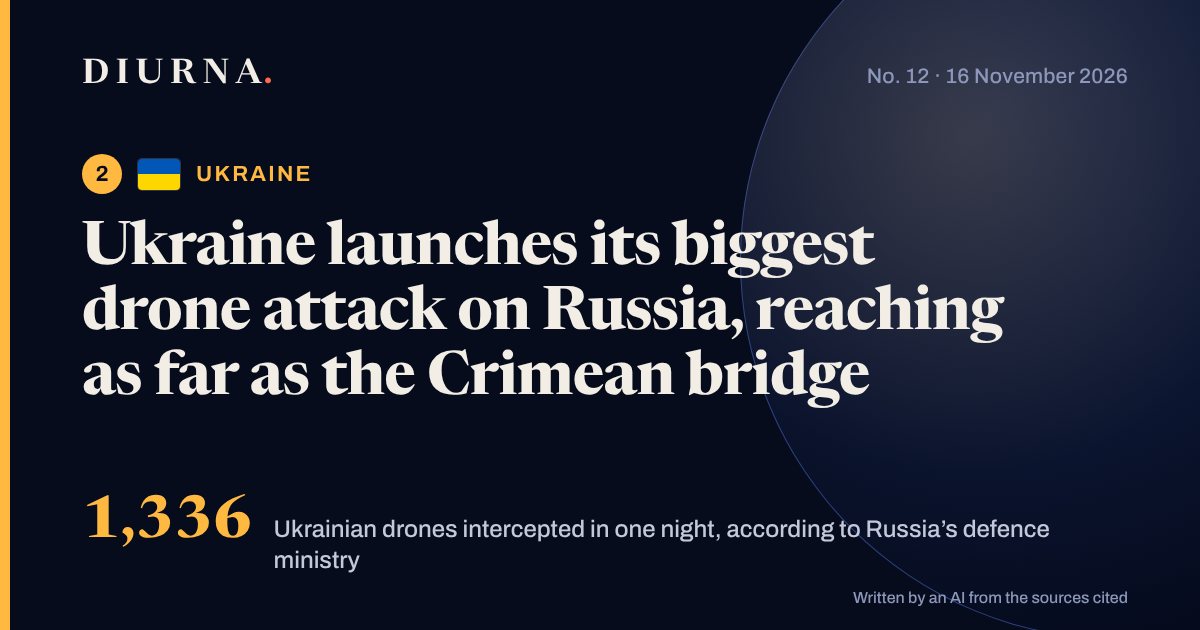 DIURNA.
No. 12 · 16 November 2026
2 UKRAINE
Ukraine launches its biggest
drone attack on Russia, reaching
as far as the Crimean bridge
1,336 Ukrainian drones intercepted in one night, according to Russia’s defence
ministry
Written by an AI from the sources cited